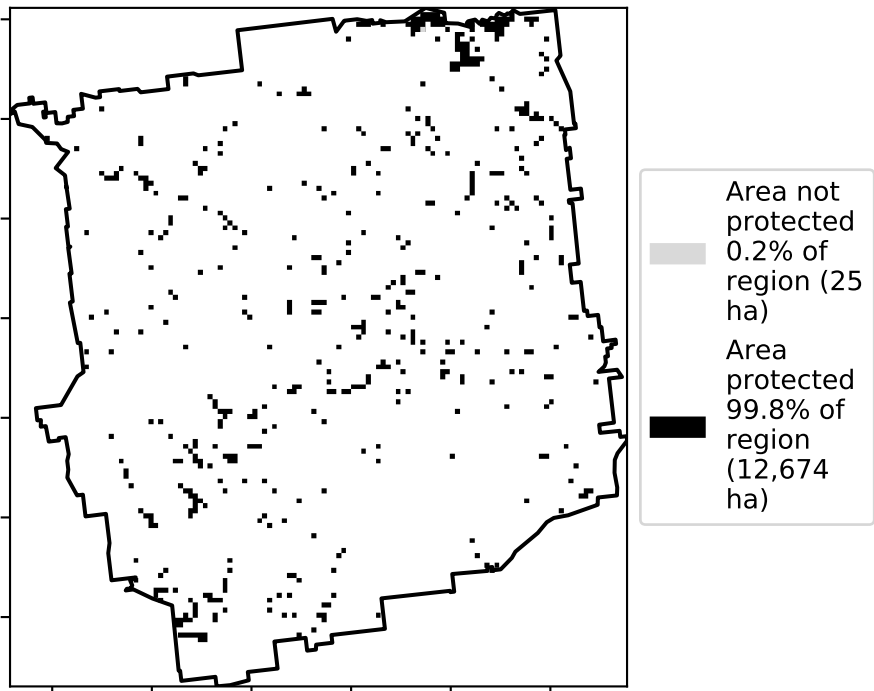 Area not
protected
0.2% of
region (25
ha)
Area
protected
99.8% of
region
(12,674
ha)